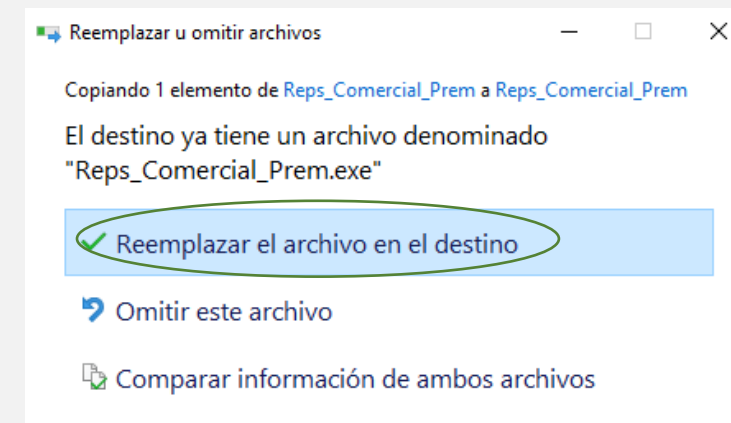 Reemplazar u omitir archivos
Copiando 1 elemento de Reps_Comercial_Prem a Reps_Comercial_Prem
El destino ya tiene un archivo denominado
"Reps_Comercial_Prem.exe"
Reemplazar el archivo en el destino
Omitir este archivo
Comparar información de ambos archivos